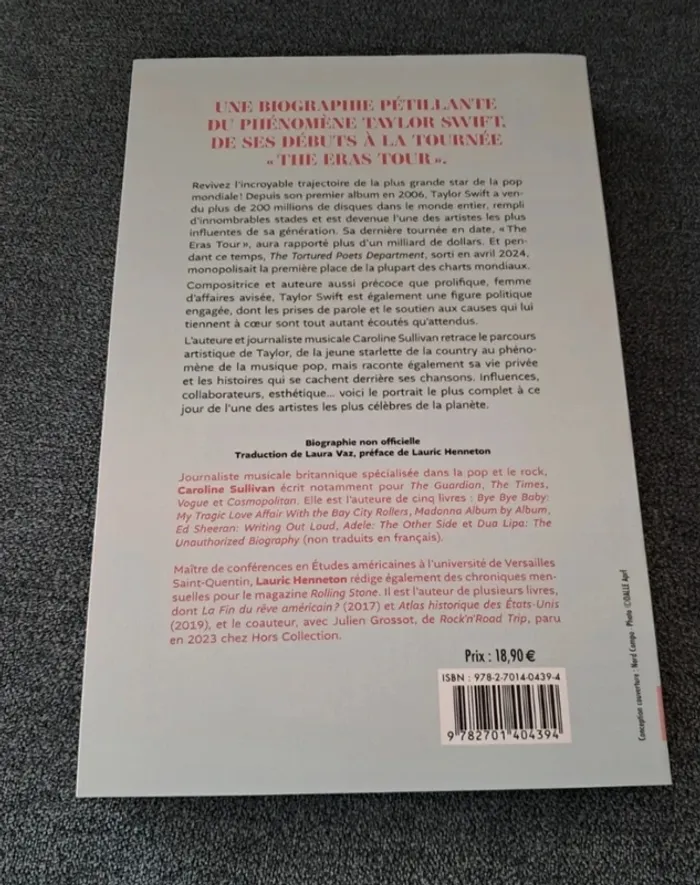 UNE BIOGRAPHIE PÉTILLANTE
DU PHÉNOMÈNE TAYLOR SWIFT,
DE SES DÉBUTS À LA TOURNÉE
« THE ERAS TOUR ».
Revivez l'incroyable trajectoire de la plus grande star de la pop
mondiale ! Depuis son premier album en 2006, Taylor Swift a ven-
du plus de 200 millions de disques dans le monde entier, rempli
d'innombrables stades et est devenue l'une des artistes les plus
influentes de sa génération. Sa dernière tournée en date, « The
Eras Tour », aura rapporté plus d'un milliard de dollars. Et pen-
dant ce temps, The Tortured Poets Department, sorti en avril 2024,
monopolisait la première place de la plupart des charts mondiaux.
Compositrice et auteure aussi précoce que prolifique, femme
d'affaires avisée, Taylor Swift est également une figure politique
engagée, dont les prises de parole et le soutien aux causes qui lui
tiennent à cœur sont tout autant écoutés qu'attendus.
L'auteure et journaliste musicale Caroline Sullivan retrace le parcours
artistique de Taylor, de la jeune starlette de la country au phéno-
mène de la musique pop, mais raconte également sa vie privée
et les histoires qui se cachent derrière ses chansons. Influences,
collaborateurs, esthétique... voici le portrait le plus complet à ce
jour de l'une des artistes les plus célèbres de la planète.
Biographie non officielle
Traduction de Laura Vaz, préface de Lauric Henneton
Journaliste musicale britannique spécialisée dans la pop et le rock,
Caroline Sullivan écrit notamment pour The Guardian, The Times,
Vogue et Cosmopolitan. Elle est l'auteure de cinq livres : Bye Bye Baby:
My Tragic Love Affair With the Bay City Rollers, Madonna Album by Album,
Ed Sheeran: Writing Out Loud, Adele: The Other Side et Dua Lipa: The
Unauthorized Biography (non traduits en français).
Maître de conférences en Études américaines à l'université de Versailles
Saint-Quentin, Lauric Henneton rédige également des chroniques men-
suelles pour le magazine Rolling Stone. Il est l'auteur de plusieurs livres,
dont La Fin du rêve américain ? (2017) et Atlas historique des États-Unis
(2019), et le coauteur, avec Julien Grossot, de Rock'n'Road Trip, paru
en 2023 chez Hors Collection.
Prix : 18,90 €
ISBN : 978-2-7014-0439-4
9 782701 404394
Conception couverture : Nord Compo - Photo ©DALLE Aprf